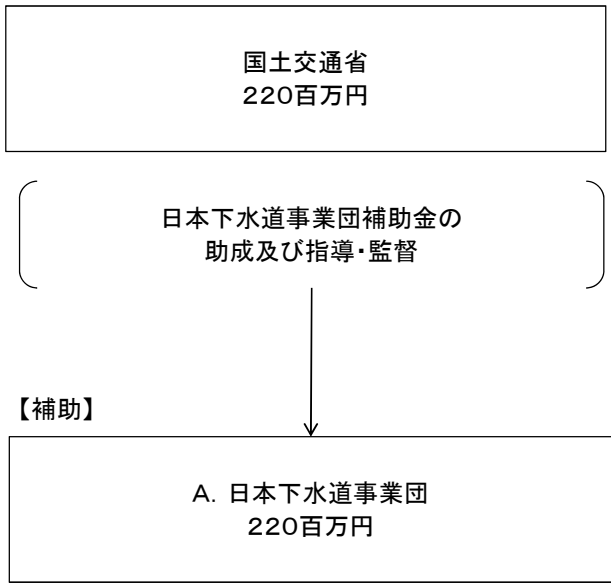 国土交通省
220百万円
日本下水道事業団補助金の
助成及び指導・監督
【補助】
A. 日本下水道事業団
220百万円